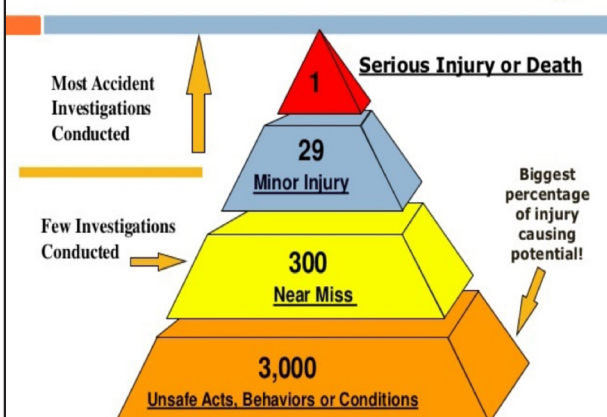 Most Accident
Investigations
Conducted
1
Serious Injury or Death
29
Minor Injury
Few Investigations
Conducted
300
Near Miss
Biggest
percentage
of injury
causing
potential!
3,000
Unsafe Acts, Behaviors or Conditions